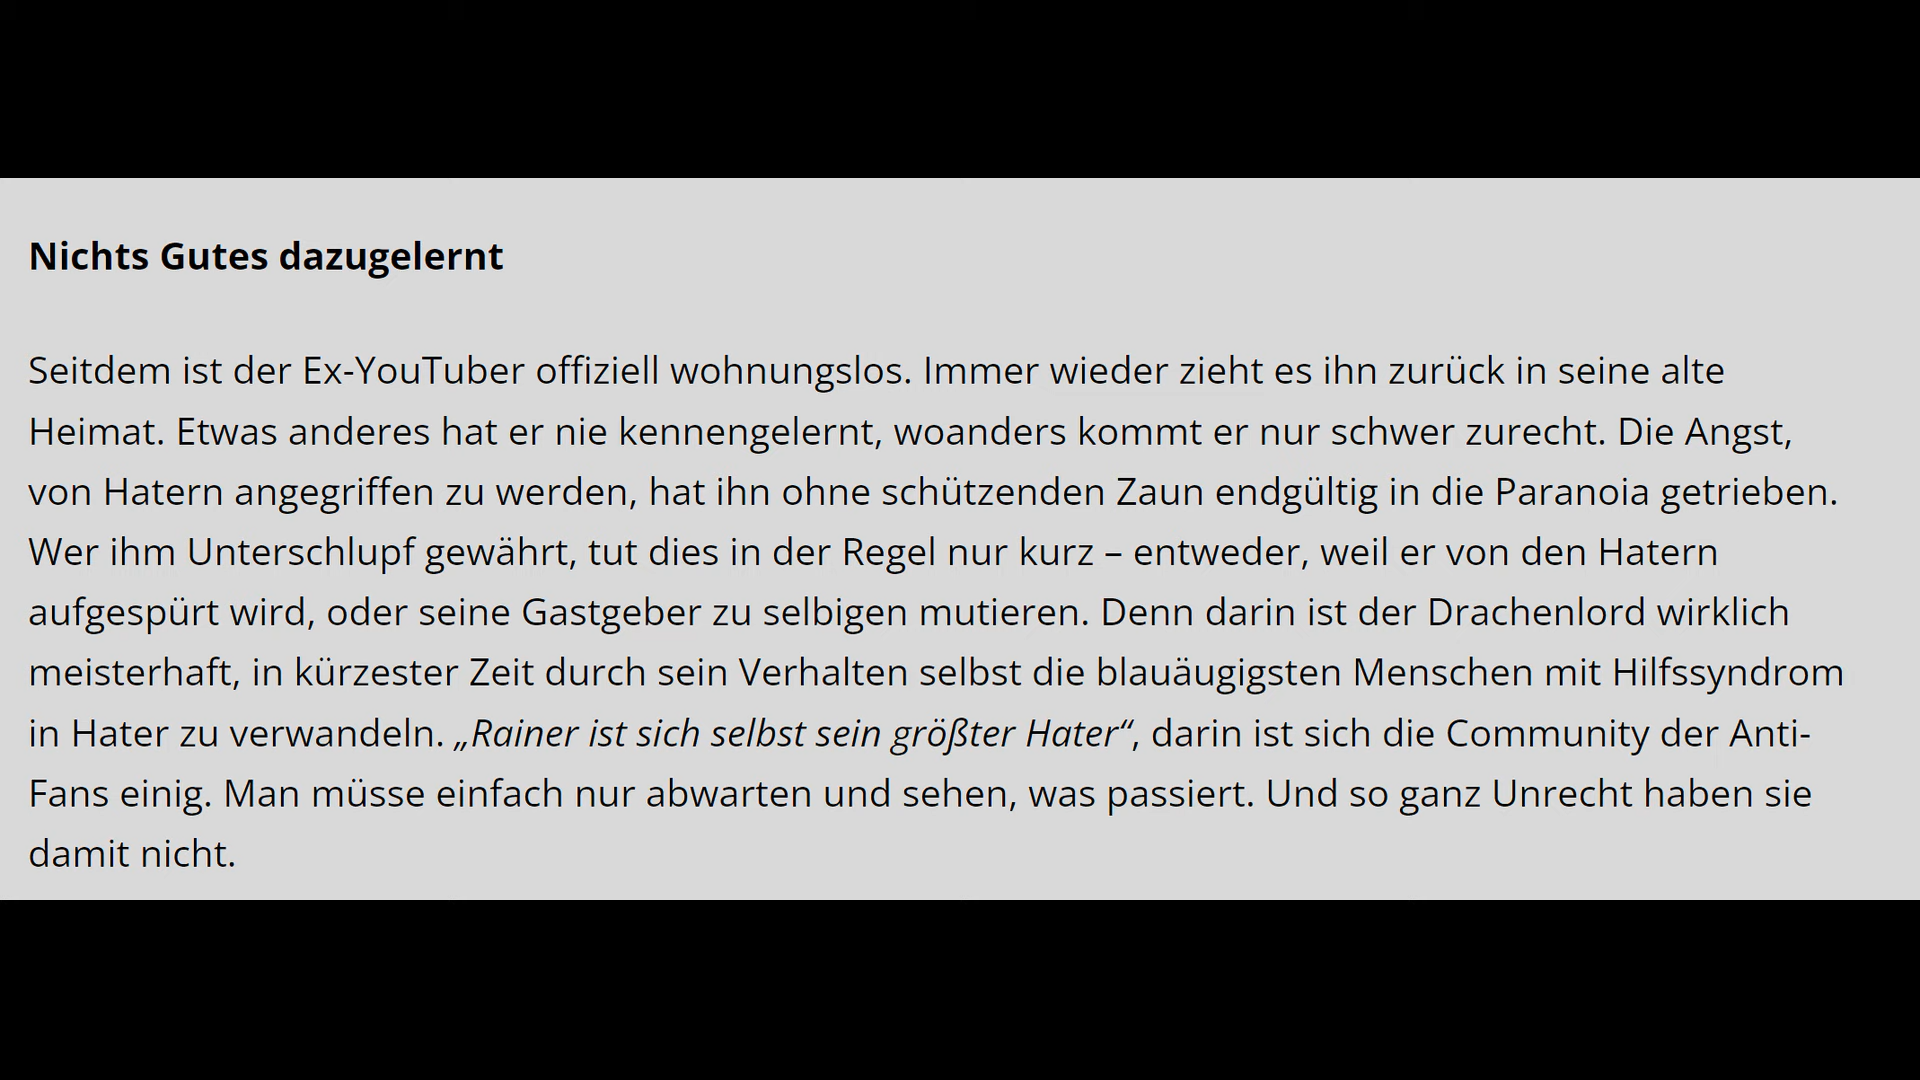 Nichts Gutes dazugelernt
Seitdem ist der Ex-YouTuber offiziell wohnungslos. Immer wieder zieht es ihn zurück in seine alte
Heimat. Etwas anderes hat er nie kennengelernt, woanders kommt er nur schwer zurecht. Die Angst,
von Hatern angegriffen zu werden, hat ihn ohne schützenden Zaun endgültig in die Paranoia getrieben.
Wer ihm Unterschlupf gewährt, tut dies in der Regel nur kurz – entweder, weil er von den Hatern
aufgespürt wird, oder seine Gastgeber zu selbigen mutieren. Denn darin ist der Drachenlord wirklich
meisterhaft, in kürzester Zeit durch sein Verhalten selbst die blauäugigsten Menschen mit Hilfssyndrom
in Hater zu verwandeln. „Rainer ist sich selbst sein größter Hater“, darin ist sich die Community der Anti-
Fans einig. Man müsse einfach nur abwarten und sehen, was passiert. Und so ganz Unrecht haben sie
damit nicht.